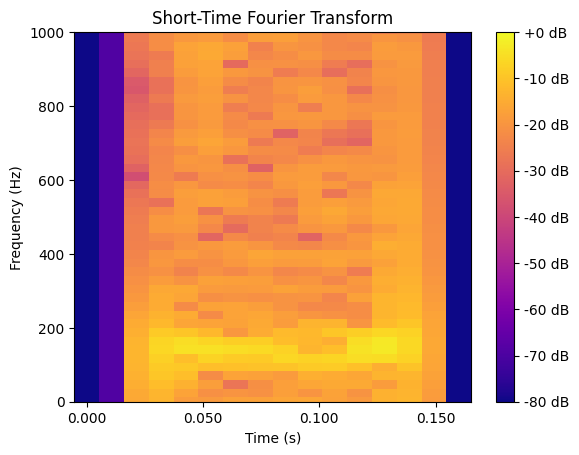 Short-Time Fourier Transform
1000
800
600
400
200
0
Frequency (Hz)
0.000
0.050
0.100
0.150
Time (s)
+0 dB
-10 dB
-20 dB
-30 dB
-40 dB
-50 dB
-60 dB
-70 dB
-80 dB